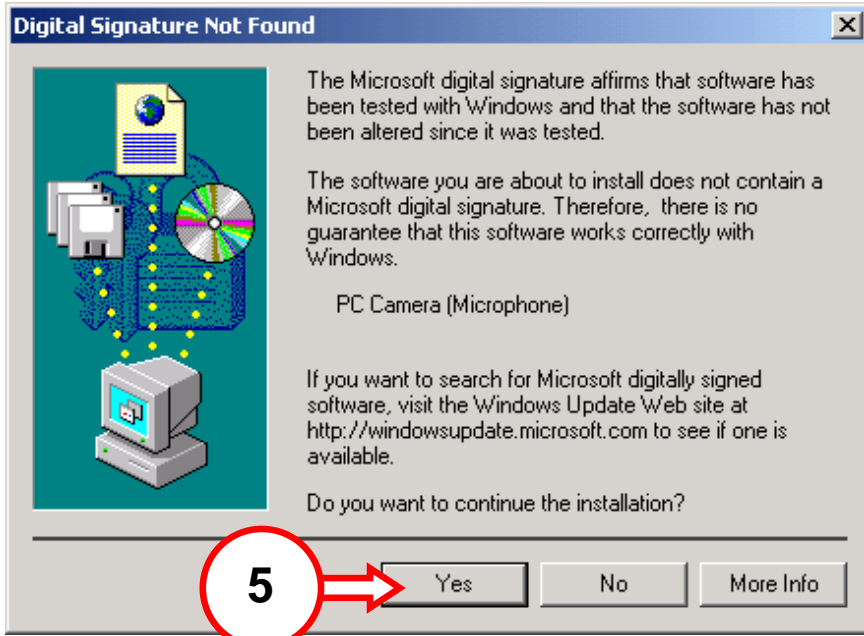 Digital Signature Not Found
The Microsoft digital signature affirms that software has
been tested with Windows and that the software has not
been altered since it was tested.
The software you are about to install does not contain a
Microsoft digital signature. Therefore, there is no
guarantee that this software works correctly with
Windows.
PC Camera (Microphone)
If you want to search for Microsoft digitally signed
software, visit the Windows Update Web site at
http://windowsupdate.microsoft.com to see if one is
available.
Do you want to continue the installation?
5
Yes
No
More Info